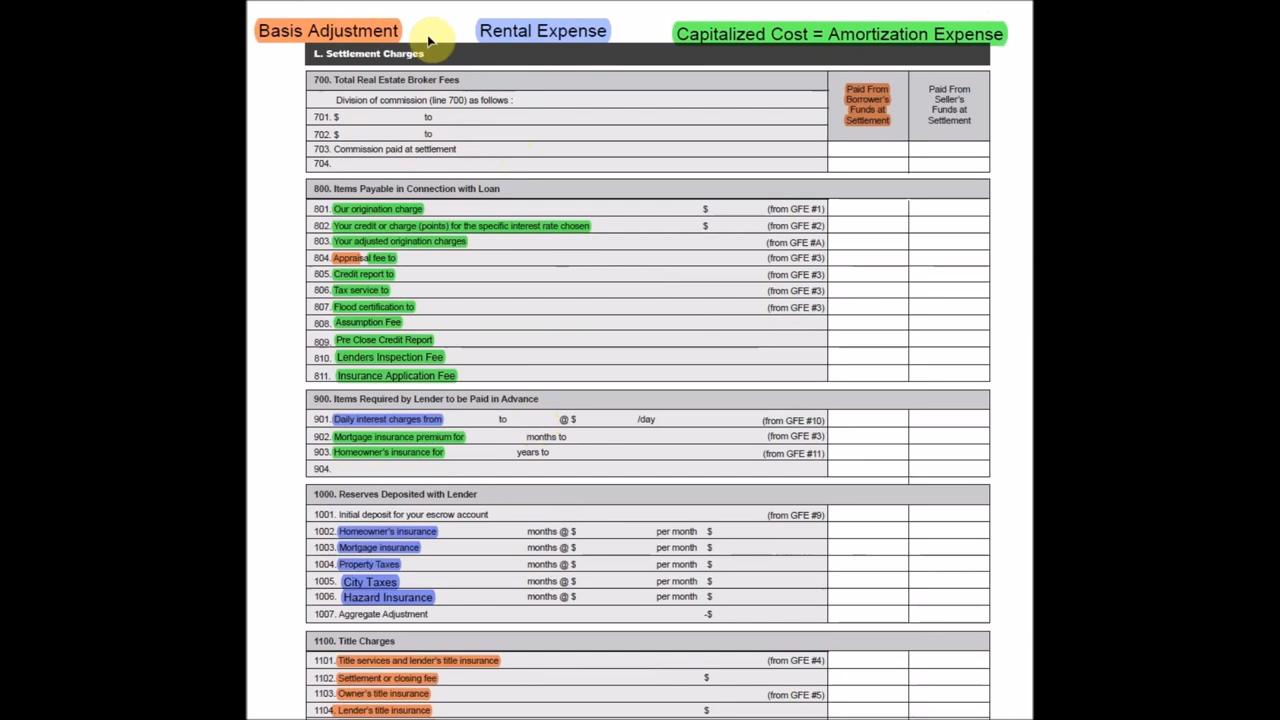 Basis Adjustment Rental Expense Capitalized Cost = Amortization Expense
L. Settlement Charges
700. Total Real Estate Broker Fees
Paid From Borrower's Funds at Settlement
Paid From Seller's Funds at Settlement
Division of commission (line 700) as follows :
701. $ to
702. $ to
703. Commission paid at settlement
704.
800. Items Payable in Connection with Loan
801. Our origination charge $ (from GFE #1)
802. Your credit or charge (points) for the specific interest rate chosen $ (from GFE #2)
803. Your adjusted origination charges (from GFE #A)
804. Appraisal fee to (from GFE #3)
805. Credit report to (from GFE #3)
806. Tax service to (from GFE #3)
807. Flood certification to (from GFE #3)
808. Assumption Fee
809. Pre Close Credit Report
810. Lenders Inspection Fee
811. Insurance Application Fee
900. Items Required by Lender to be Paid in Advance
901. Daily interest charges from to @ $ /day (from GFE #10)
902. Mortgage insurance premium for months to (from GFE #3)
903. Homeowner's insurance for years to (from GFE #11)
904.
1000. Reserves Deposited with Lender
1001. Initial deposit for your escrow account (from GFE #9)
1002. Homeowner's insurance months @ $ per month $
1003. Mortgage insurance months @ $ per month $
1004. Property Taxes months @ $ per month $
1005. City Taxes months @ $ per month $
1006. Hazard Insurance months @ $ per month $
1007. Aggregate Adjustment -$
1100. Title Charges
1101. Title services and lender's title insurance (from GFE #4)
1102. Settlement or closing fee $
1103. Owner's title insurance (from GFE #5)
1104. Lender's title insurance $